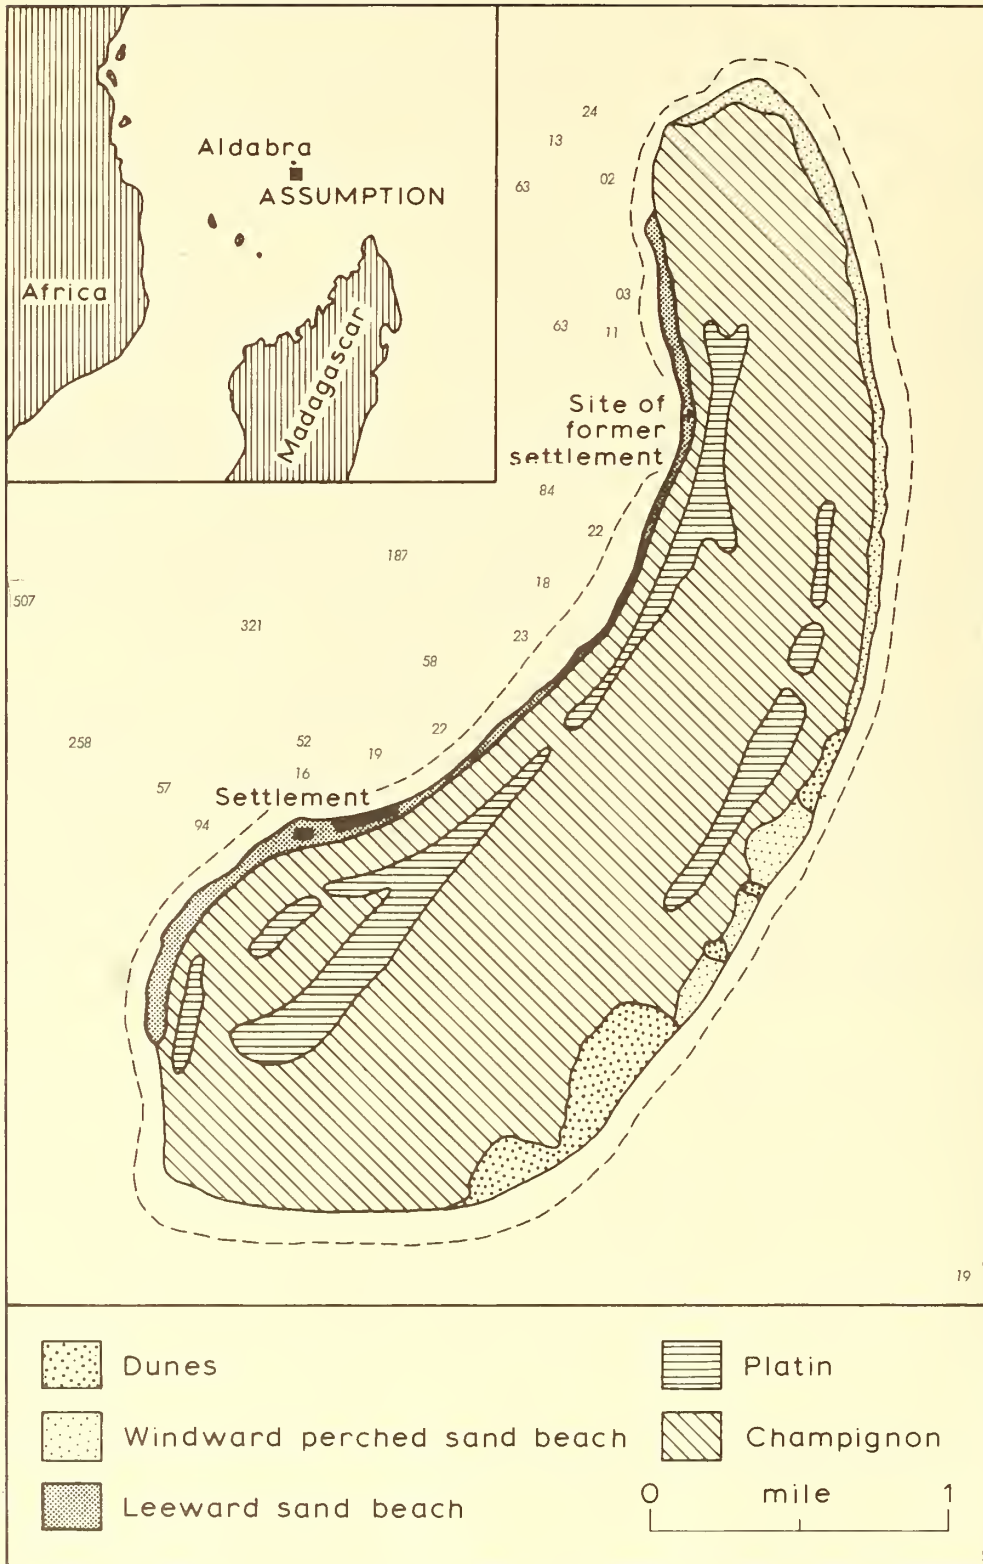 Aldabra
ASSUMPTION
Africa
Madagascar
24
13
63
02
03
63
11
Site of
former
settlement
84
22
187
18
507
321
23
58
22
258
52
19
16
57
Settlement
94
19
Dunes
Platin
Windward perched sand beach
Champignon
Leeward sand beach
0 mile 1